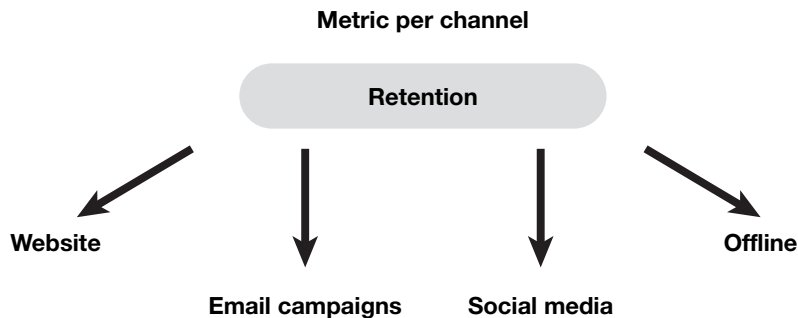 Metric per channel
Retention
Website
Offline
Email campaigns
Social media